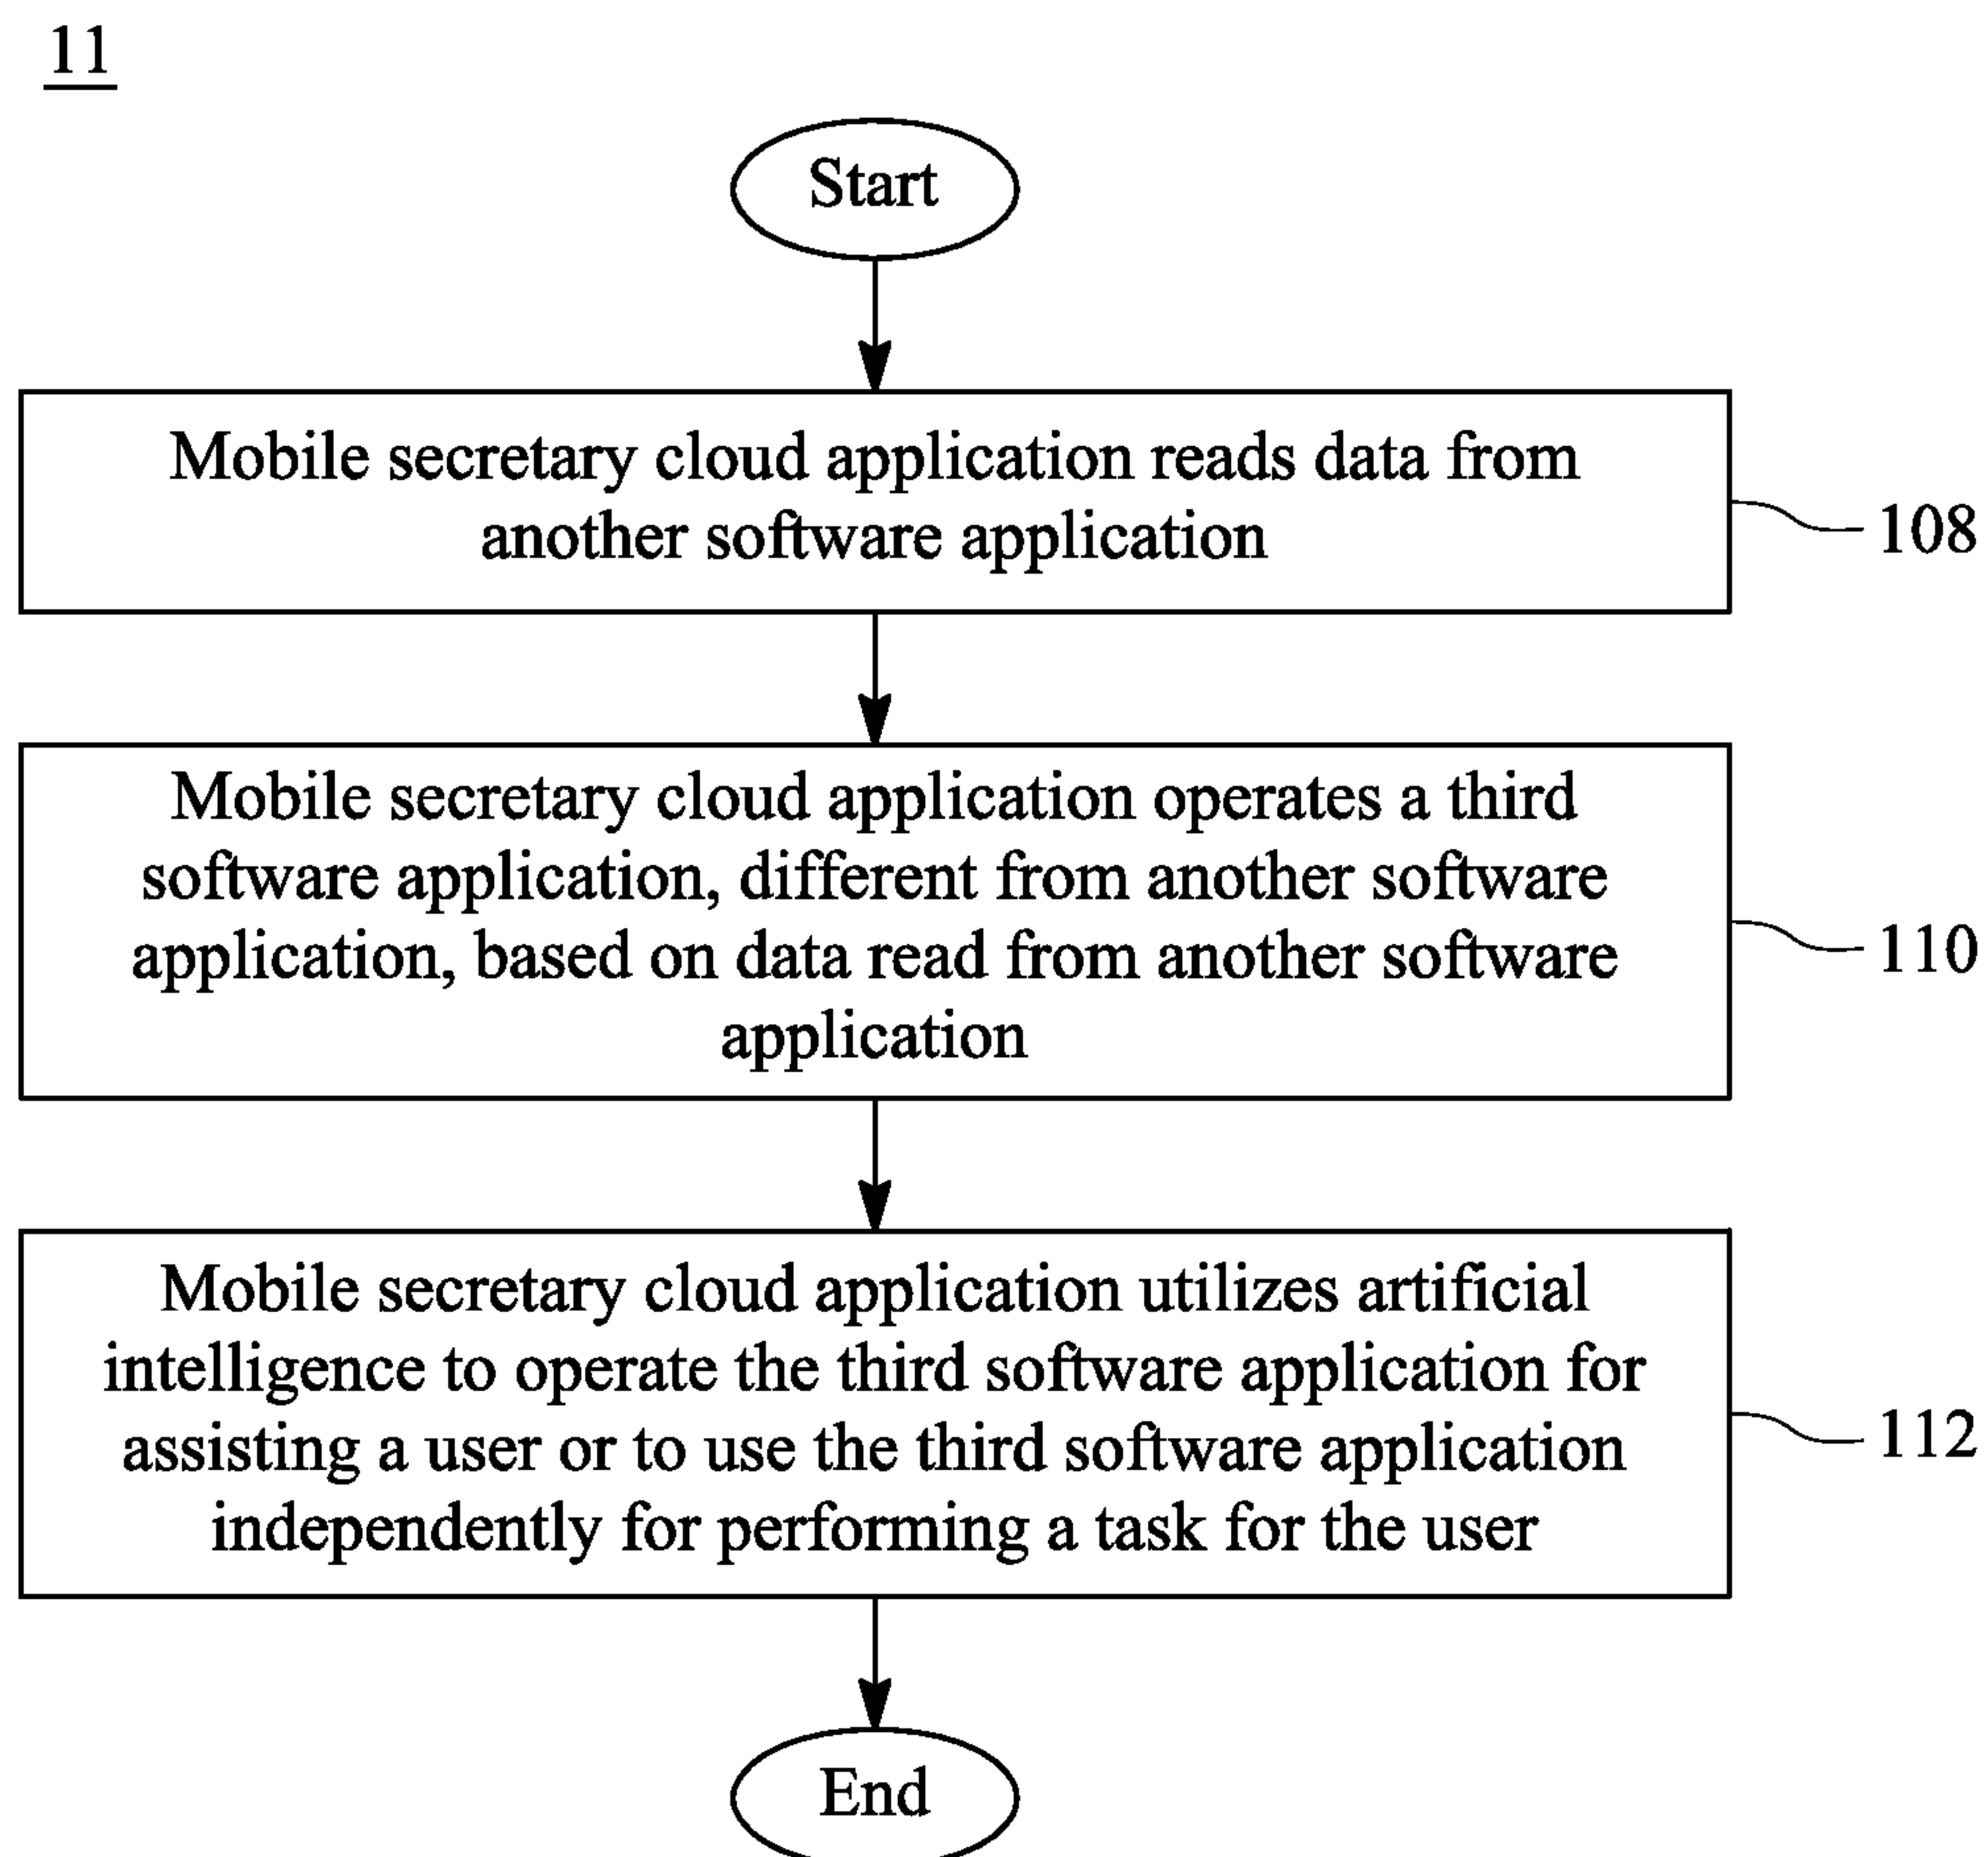 11
Start
Mobile secretary cloud application reads data from
another software application
108
Mobile secretary cloud application operates a third
software application, different from another software
application, based on data read from another software
application
110
Mobile secretary cloud application utilizes artificial
intelligence to operate the third software application for
assisting a user or to use the third software application
independently for performing a task for the user
112
End